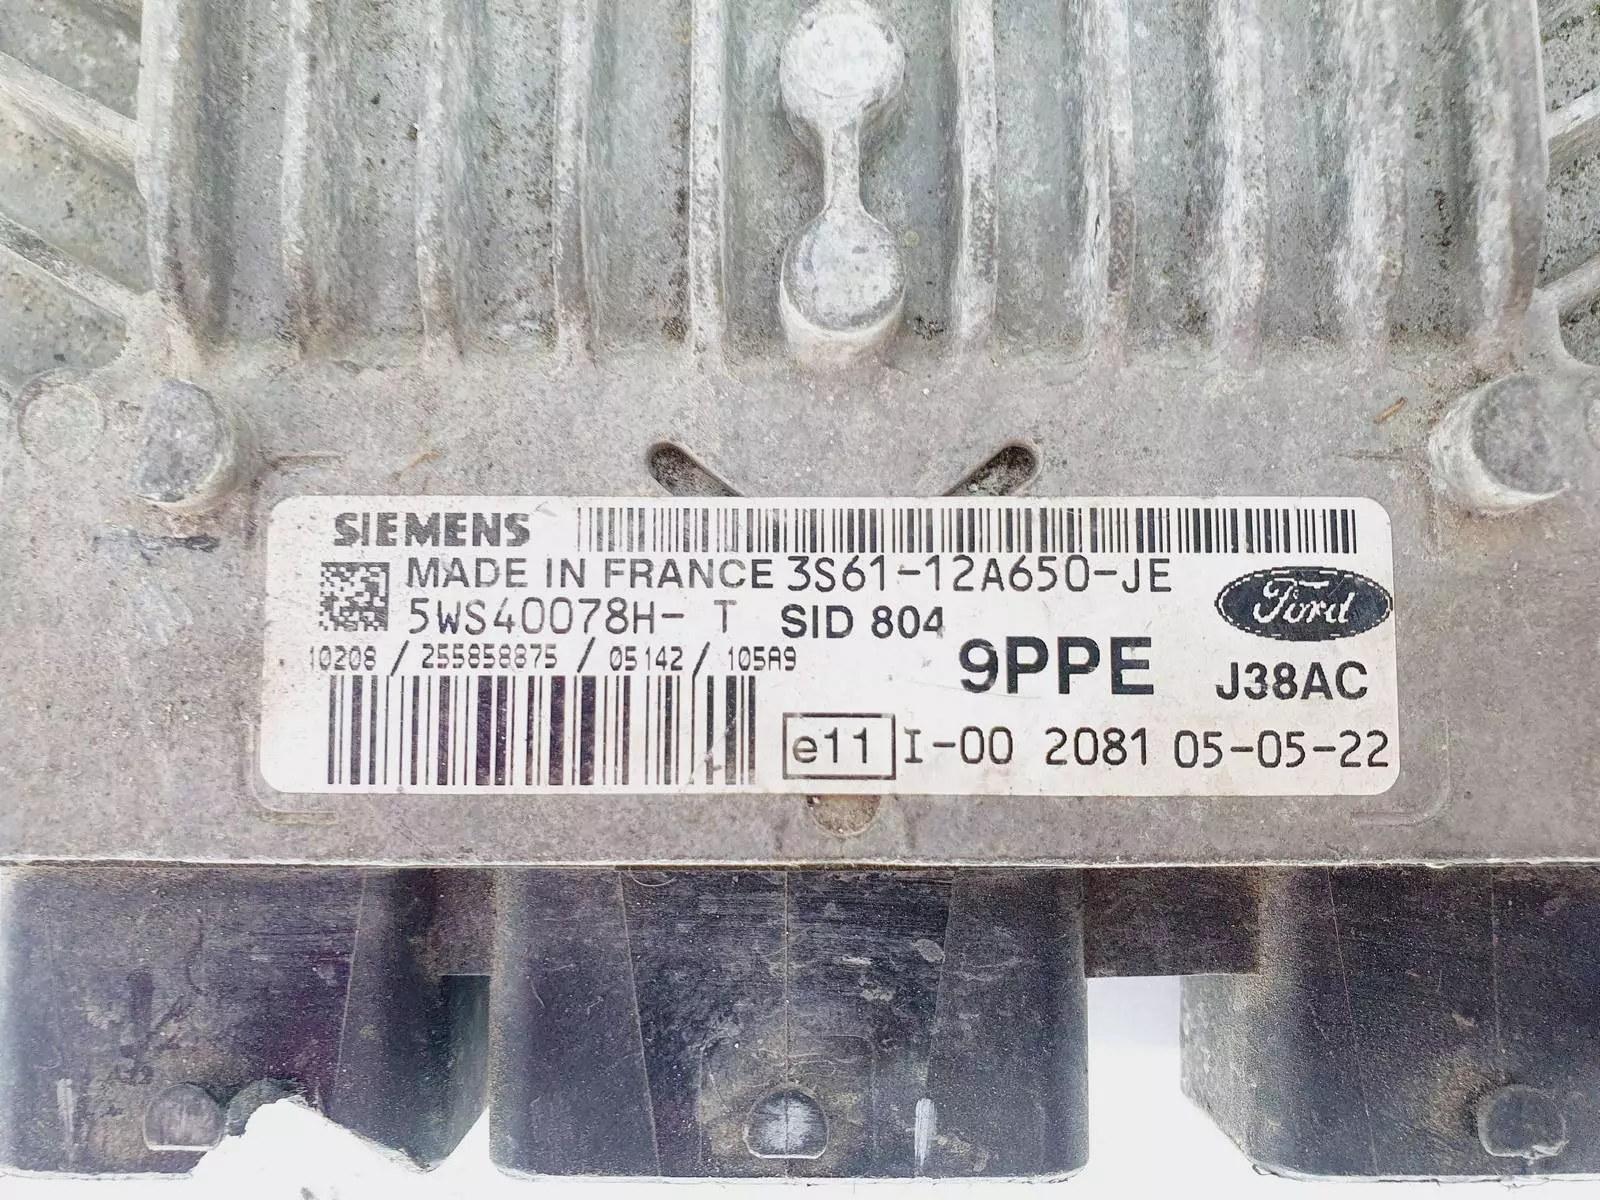 SIEMENS
MADE IN FRANCE 3S61-12A650-JE
Ford
5WS40078H- T SID 804
10208 / 255858875 / 05142 / 105A9
9PPE J38AC
e11 I-00 2081 05-05-22